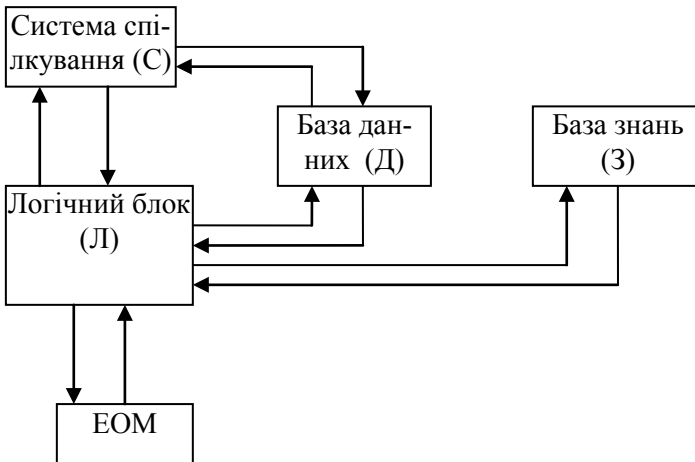 Система спі-
лкування (С)
База дан-
них (Д)
База знань
(З)
Логічний блок
(Л)
ЕОМ